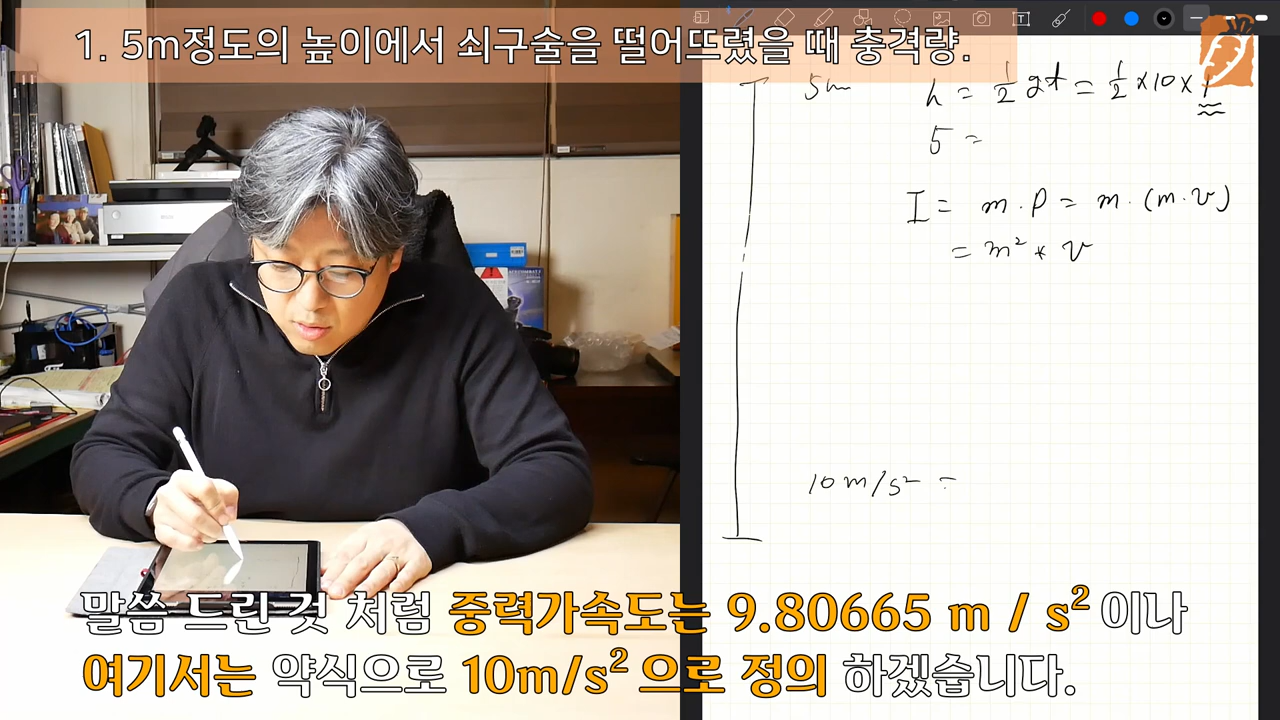 1. 5m정도의 높이에서 쇠구술을 떨어뜨렸을 때 충격량.
5m
h = 1/2 gt = 1/2 × 10 × 1
5 =
I = m · P = m · (m · v)
= m² * v
10 m/s² =
말씀 드린 것 처럼 중력가속도는 9.80665 m / s² 이나
여기서는 약식으로 10m/s² 으로 정의 하겠습니다.